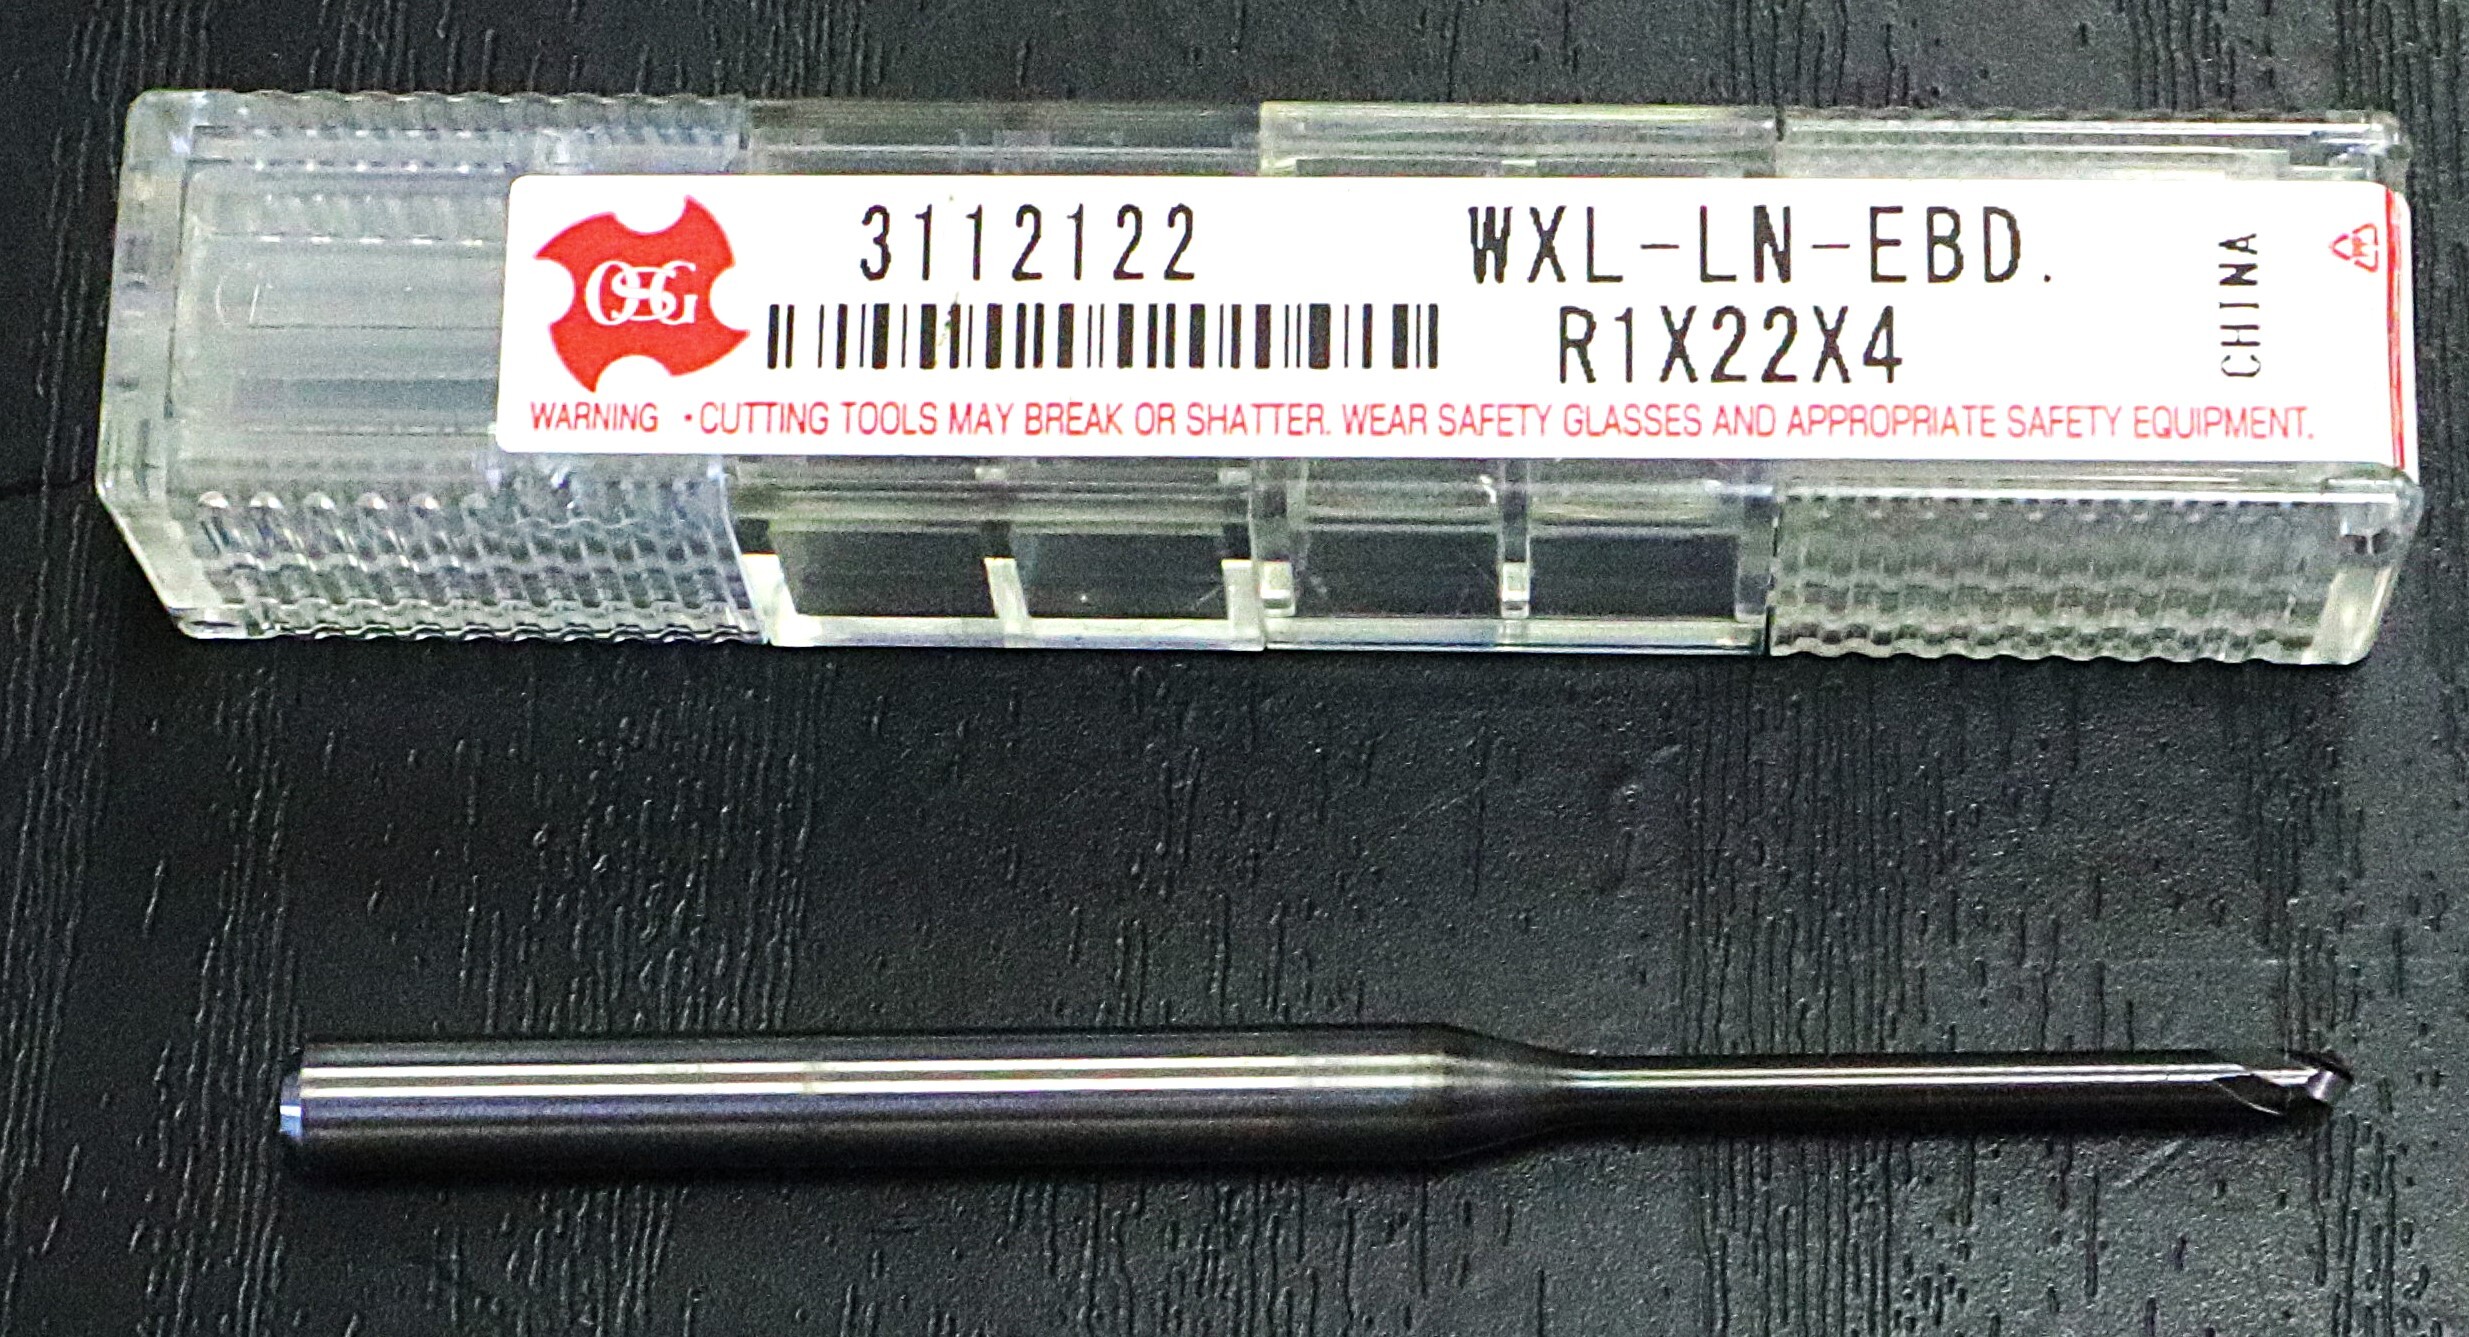 OSG
3112122
WXL-LN-EBD.
R1X22X4
CHINA
WARNING ・CUTTING TOOLS MAY BREAK OR SHATTER. WEAR SAFETY GLASSES AND APPROPRIATE SAFETY EQUIPMENT.